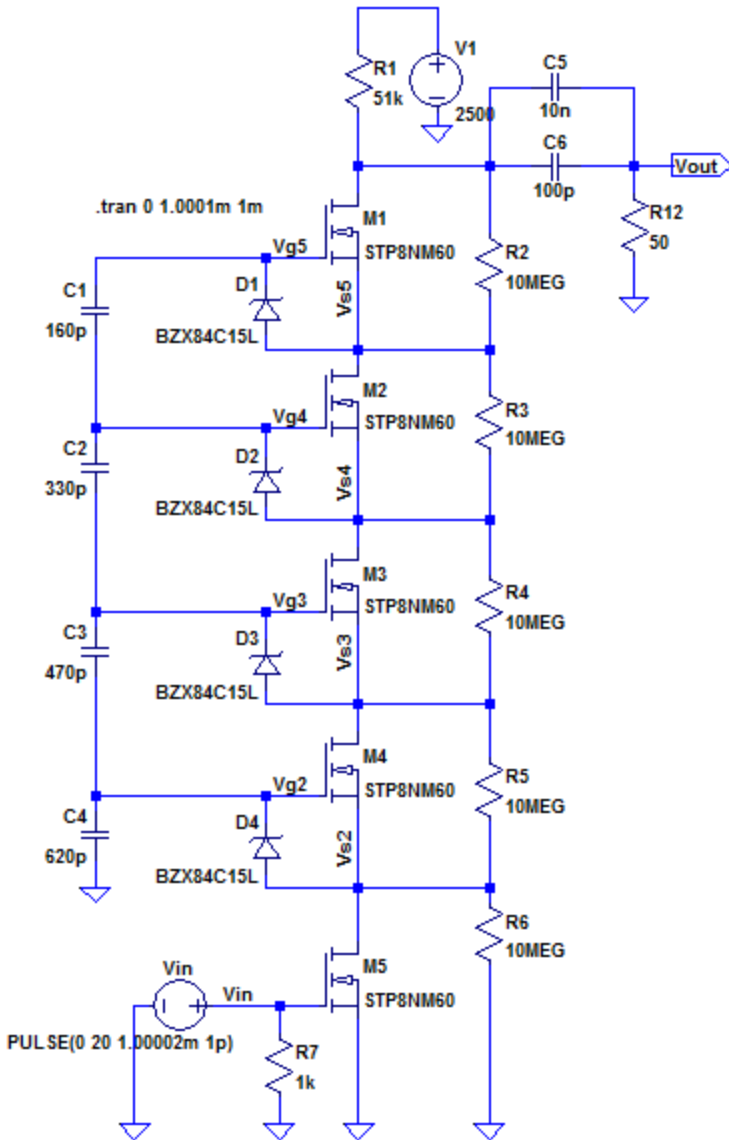 V1
R1
51k
2500
C5
10n
C6
100p
Vout
R12
50
.tran 0 1.0001m 1m
M1
STP8NM60
Vg5
Vs5
R2
10MEG
C1
160p
D1
BZX84C15L
M2
STP8NM60
Vg4
Vs4
R3
10MEG
C2
330p
D2
BZX84C15L
M3
STP8NM60
Vg3
Vs3
R4
10MEG
C3
470p
D3
BZX84C15L
M4
STP8NM60
Vg2
Vs2
R5
10MEG
C4
620p
D4
BZX84C15L
R6
10MEG
M5
STP8NM60
Vin
Vin
PULSE(0 20 1.00002m 1p)
R7
1k